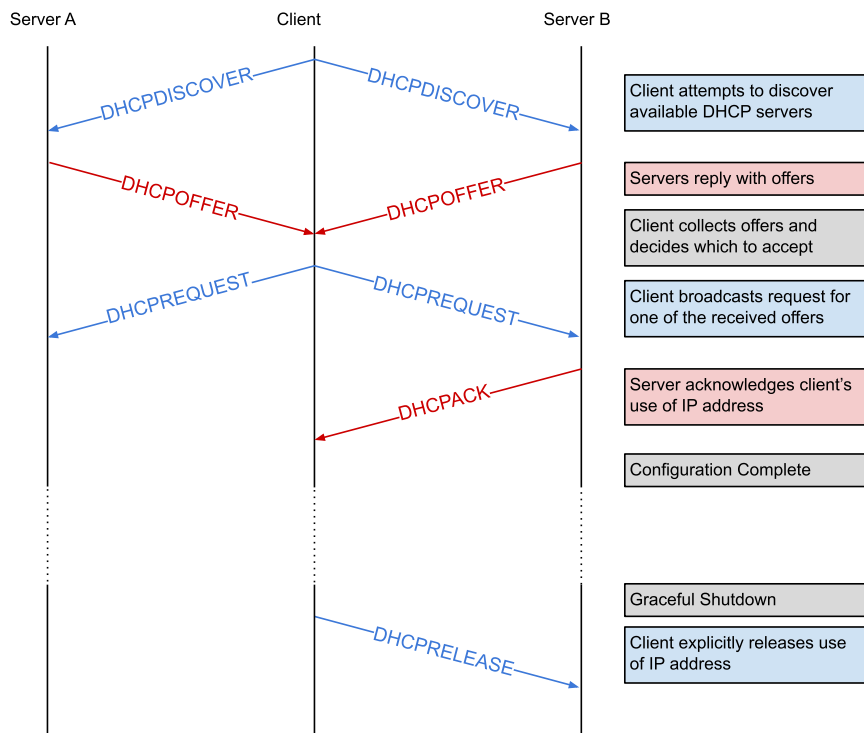 Server A
Client
Server B
DHCPDISCOVER
DHCPDISCOVER
Client attempts to discover
available DHCP servers
DHCPOFFER
DHCPOFFER
Servers reply with offers
Client collects offers and
decides which to accept
DHCPREQUEST
DHCPREQUEST
Client broadcasts request for
one of the received offers
DHCPACK
Server acknowledges client’s
use of IP address
Configuration Complete
Graceful Shutdown
DHCPRELEASE
Client explicitly releases use
of IP address